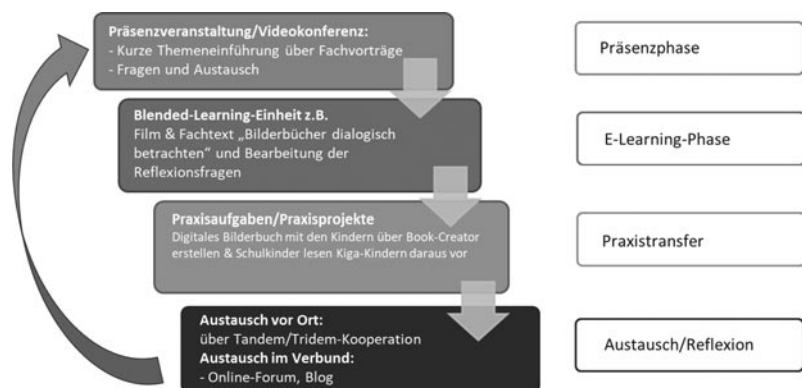 Präsenzveranstaltung/Videokonferenz:
- Kurze Themeneinführung über Fachvorträge
- Fragen und Austausch
Präsenzphase
Blended-Learning-Einheit z.B.
Film & Fachtext „Bilderbücher dialogisch
betrachten“ und Bearbeitung der
Reflexionsfragen
E-Learning-Phase
Praxisaufgaben/Praxisprojekte
Digitales Bilderbuch mit den Kindern über Book-Creator
erstellen & Schulkinder lesen Kiga-Kindern daraus vor
Praxistransfer
Austausch vor Ort:
über Tandem/Tridem-Kooperation
Austausch im Verbund:
- Online-Forum, Blog
Austausch/Reflexion